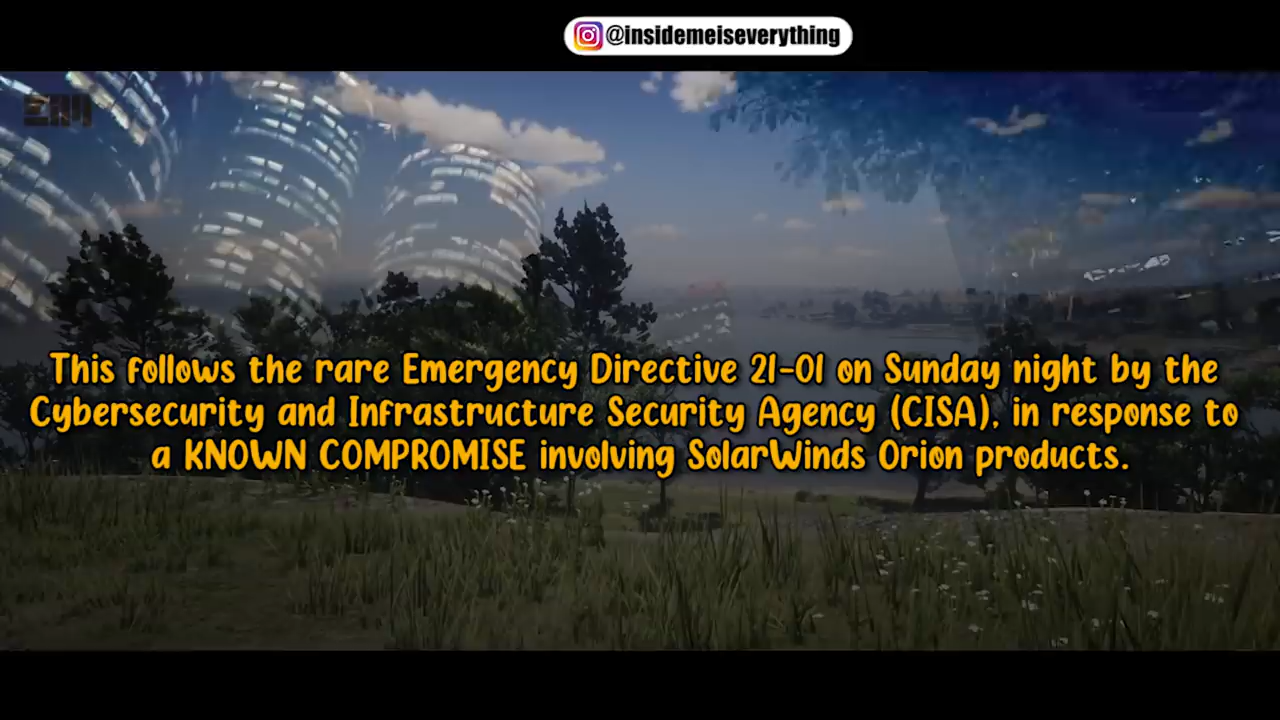 @insidemeiseverything
This follows the rare Emergency Directive 21-01 on Sunday night by the
Cybersecurity and Infrastructure Security Agency (CISA), in response to
a KNOWN COMPROMISE involving SolarWinds Orion products.